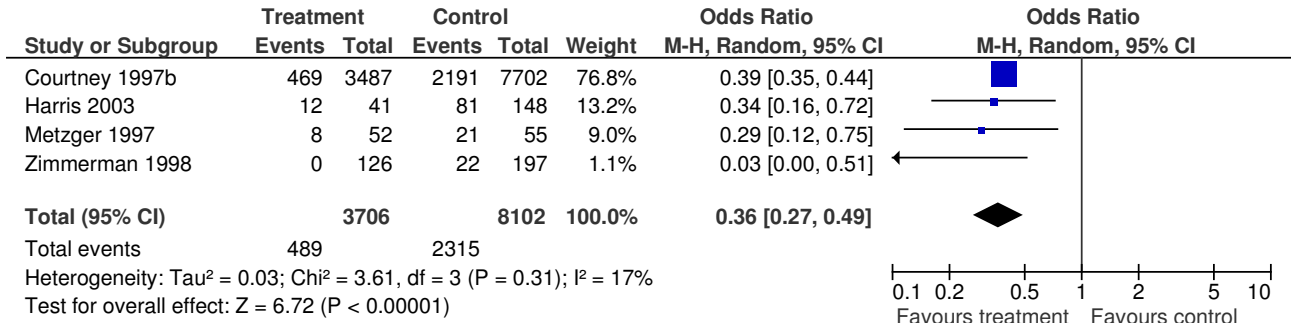 Treatment Control Odds Ratio Odds Ratio
Study or Subgroup Events Total Events Total Weight M-H, Random, 95% CI M-H, Random, 95% CI
Courtney 1997b 469 3487 2191 7702 76.8% 0.39 [0.35, 0.44]
Harris 2003 12 41 81 148 13.2% 0.34 [0.16, 0.72]
Metzger 1997 8 52 21 55 9.0% 0.29 [0.12, 0.75]
Zimmerman 1998 0 126 22 197 1.1% 0.03 [0.00, 0.51]
Total (95% CI) 3706 8102 100.0% 0.36 [0.27, 0.49]
Total events 489 2315
Heterogeneity: Tau² = 0.03; Chi² = 3.61, df = 3 (P = 0.31); I² = 17%
Test for overall effect: Z = 6.72 (P < 0.00001)
0.1 0.2 0.5 1 2 5 10
Favours treatment Favours control